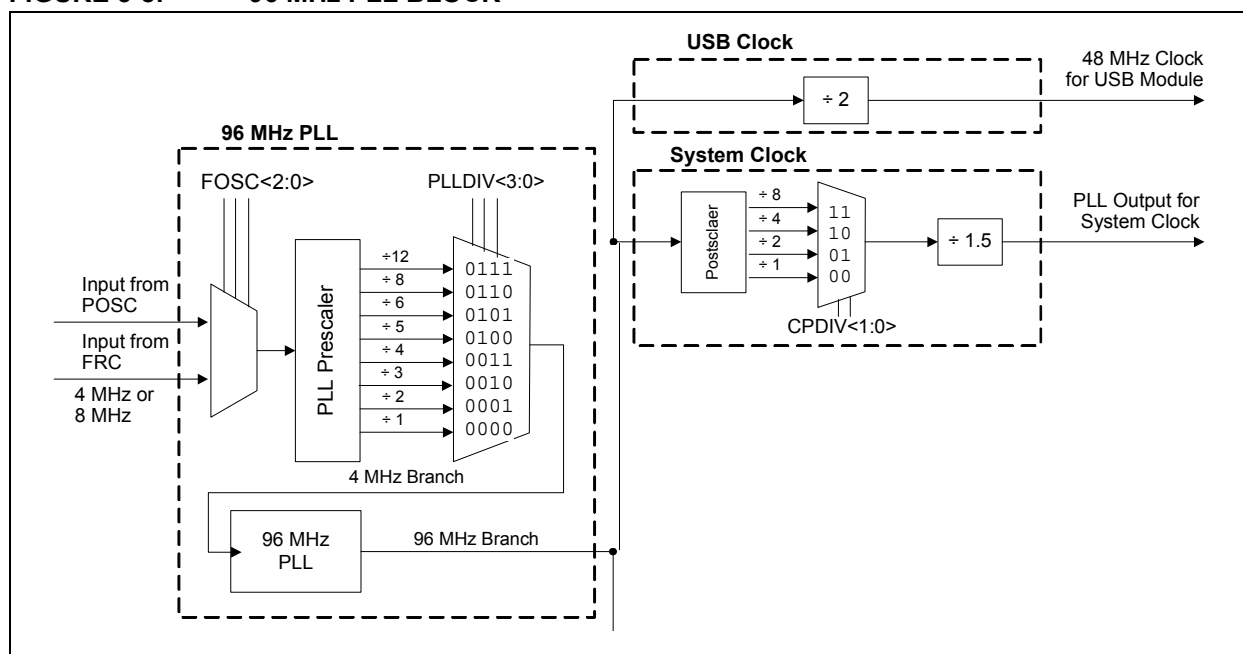 FIGURE 96 MHz PLL BLOCK
USB Clock
48 MHz Clock
for USB Module
÷ 2
96 MHz PLL
System Clock
FOSC<2:0>
PLLDIV<3:0>
÷ 8
÷ 4
÷ 2
÷ 1
Postsclaer
11
10
01
00
÷ 1.5
PLL Output for
System Clock
CPDIV<1:0>
Input from
POSC
Input from
FRC
4 MHz or
8 MHz
PLL Prescaler
÷12
÷ 8
÷ 6
÷ 5
÷ 4
÷ 3
÷ 2
÷ 1
0111
0110
0101
0100
0011
0010
0001
0000
4 MHz Branch
96 MHz
PLL
96 MHz Branch